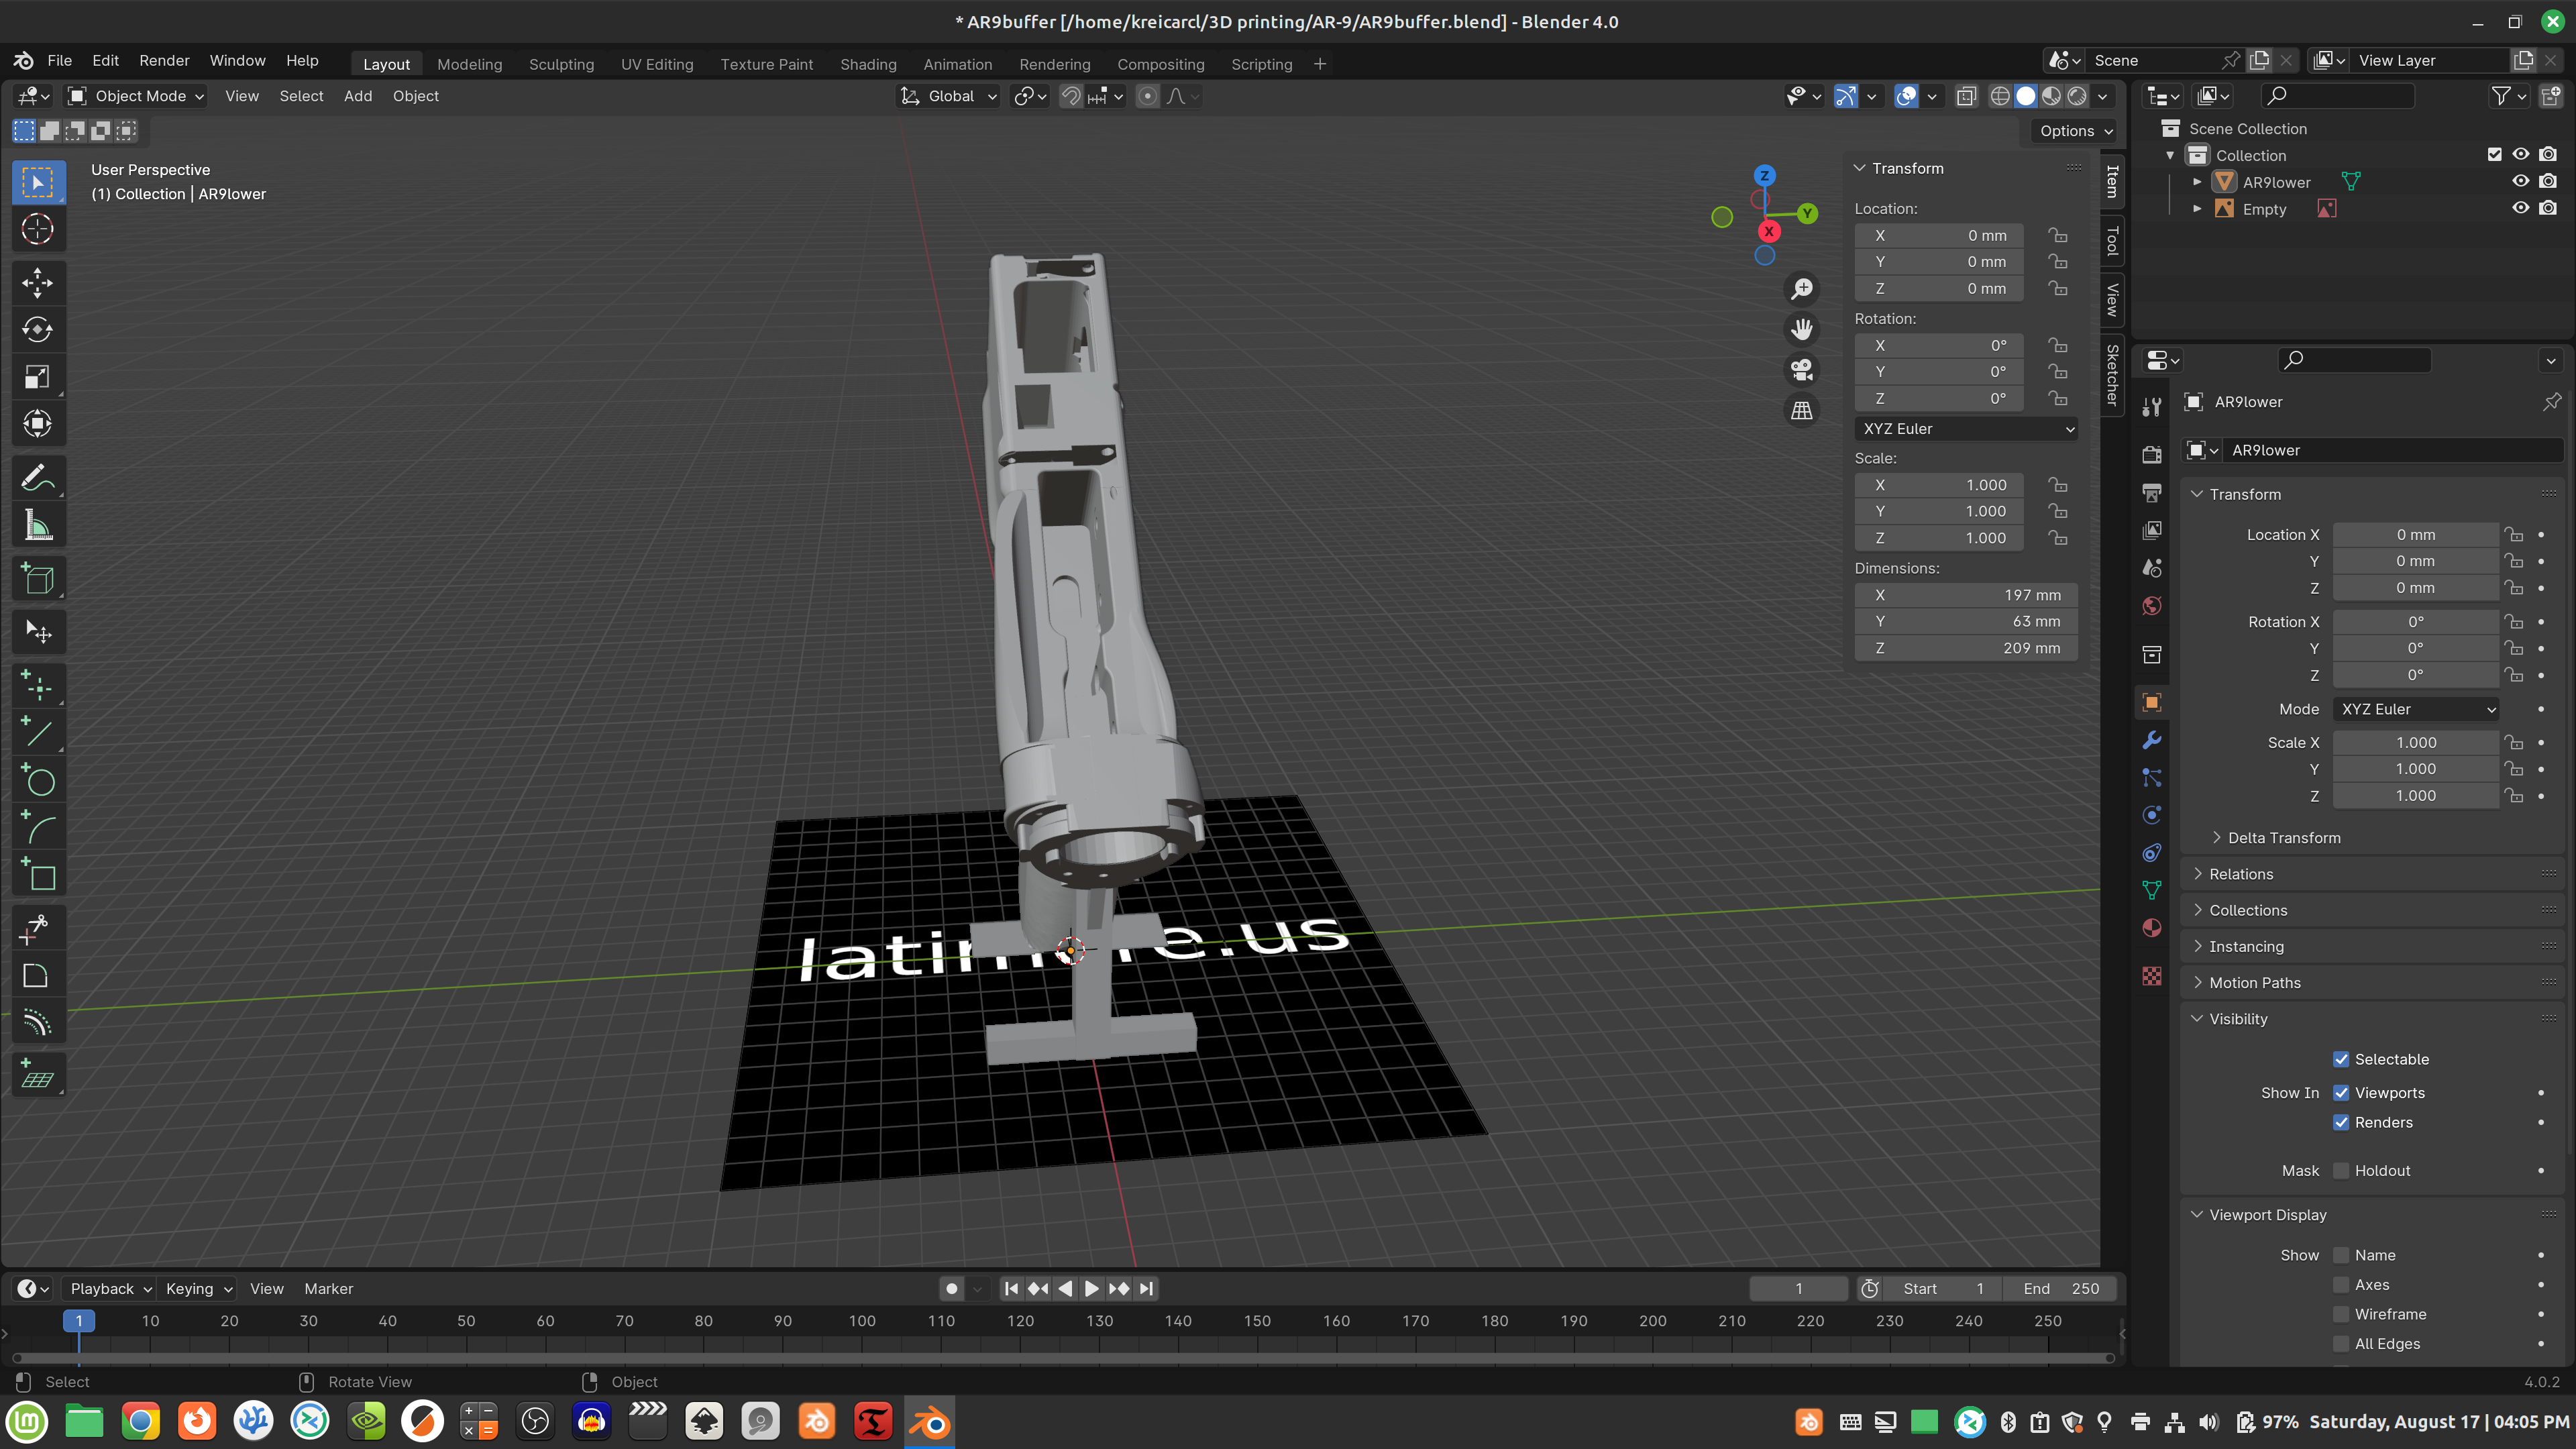 * AR9buffer [/home/kreicarcl/3D printing/AR-9/AR9buffer.blend] - Blender 4.0
File Edit Render Window Help Layout Modeling Sculpting UV Editing Texture Paint Shading Animation Rendering Compositing Scripting + Scene View Layer
Object Mode View Select Add Object Global
Options
User Perspective
(1) Collection | AR9lower
Z
Y
X
Transform
Location:
X 0 mm
Y 0 mm
Z 0 mm
Rotation:
X 0°
Y 0°
Z 0°
XYZ Euler
Scale:
X 1.000
Y 1.000
Z 1.000
Dimensions:
X 197 mm
Y 63 mm
Z 209 mm
Item
Tool
View
Sketcher
Scene Collection
Collection
AR9lower
Empty
AR9lower
AR9lower
Transform
Location X 0 mm
Y 0 mm
Z 0 mm
Rotation X 0°
Y 0°
Z 0°
Mode XYZ Euler
Scale X 1.000
Y 1.000
Z 1.000
Delta Transform
Relations
Collections
Instancing
Motion Paths
Visibility
Selectable
Show In Viewports
Renders
Mask Holdout
Viewport Display
Show Name
Axes
Wireframe
All Edges
Playback Keying View Marker 1 Start 1 End 250
1 10 20 30 40 50 60 70 80 90 100 110 120 130 140 150 160 170 180 190 200 210 220 230 240 250
Select Rotate View Object 4.0.2
97% Saturday, August 17 | 04:05 PM